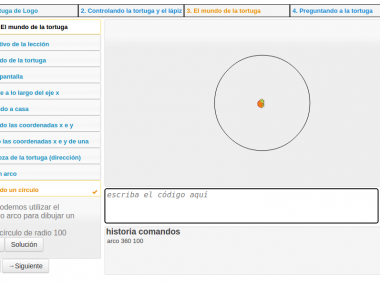 tuga de Logo
2. Controlando la tortuga y el lápiz
3. El mundo de la tortuga
4. Preguntando a la tortuga
El mundo de la tortuga
tivo de la lección
do de la tortuga
pantalla
e a lo largo del eje x
do a casa
do las coordenadas x e y
o las coordenadas x e y de una
eza de la tortuga (dirección)
n arco
do un círculo
odemos utilizar el
o arco para dibujar un
círculo de radio 100
Solución
→Siguiente
escriba el código aquí
historia comandos
arco 360 100